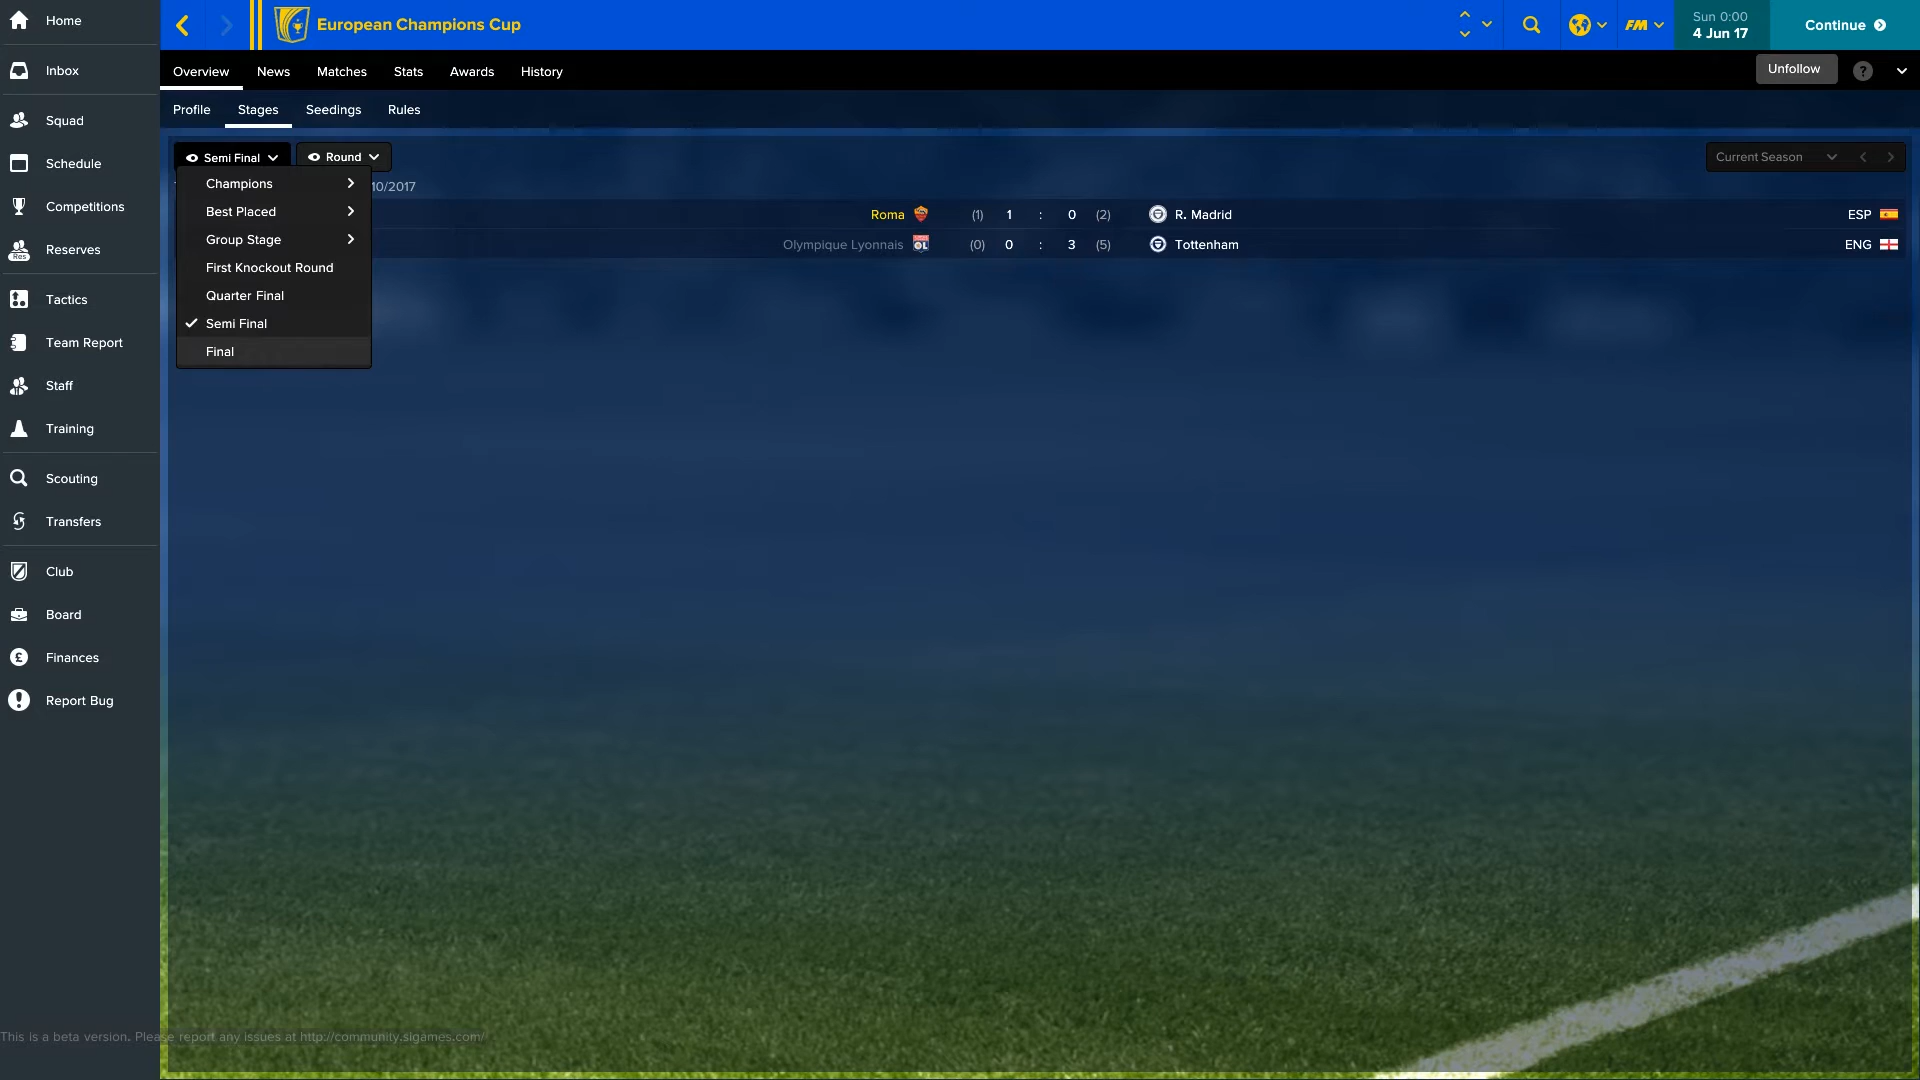 Home
Inbox
Squad
Schedule
Competitions
Res
Reserves
Tactics
Team Report
Staff
Training
Scouting
Transfers
Club
Board
£ Finances
Report Bug
European Champions Cup
FM
Sun 0:00
4 Jun 17
Continue
Overview News Matches Stats Awards History
Unfollow ?
Profile Stages Seedings Rules
Semi Final Round
Current Season
10/2017
Champions
Best Placed
Group Stage
First Knockout Round
Quarter Final
Semi Final
Final
Roma (1) 1 : 0 (2) R. Madrid ESP
Olympique Lyonnais OL (0) 0 : 3 (5) Tottenham ENG
This is a beta version. Please report any issues at http://community.sigames.com/